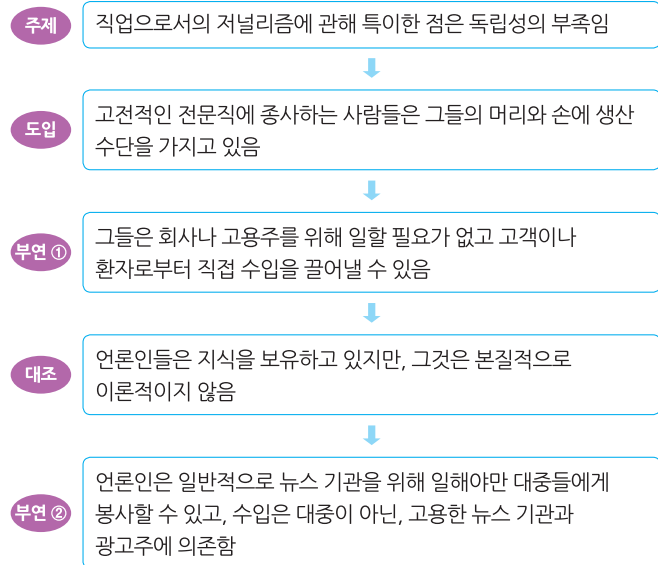 주제
직업으로서의 저널리즘에 관해 특이한 점은 독립성의 부족임
도입
고전적인 전문직에 종사하는 사람들은 그들의 머리와 손에 생산
수단을 가지고 있음
부연 ①
그들은 회사나 고용주를 위해 일할 필요가 없고 고객이나
환자로부터 직접 수입을 끌어낼 수 있음
대조
언론인들은 지식을 보유하고 있지만, 그것은 본질적으로
이론적이지 않음
부연 ②
언론인은 일반적으로 뉴스 기관을 위해 일해야만 대중들에게
봉사할 수 있고, 수입은 대중이 아닌, 고용한 뉴스 기관과
광고주에 의존함